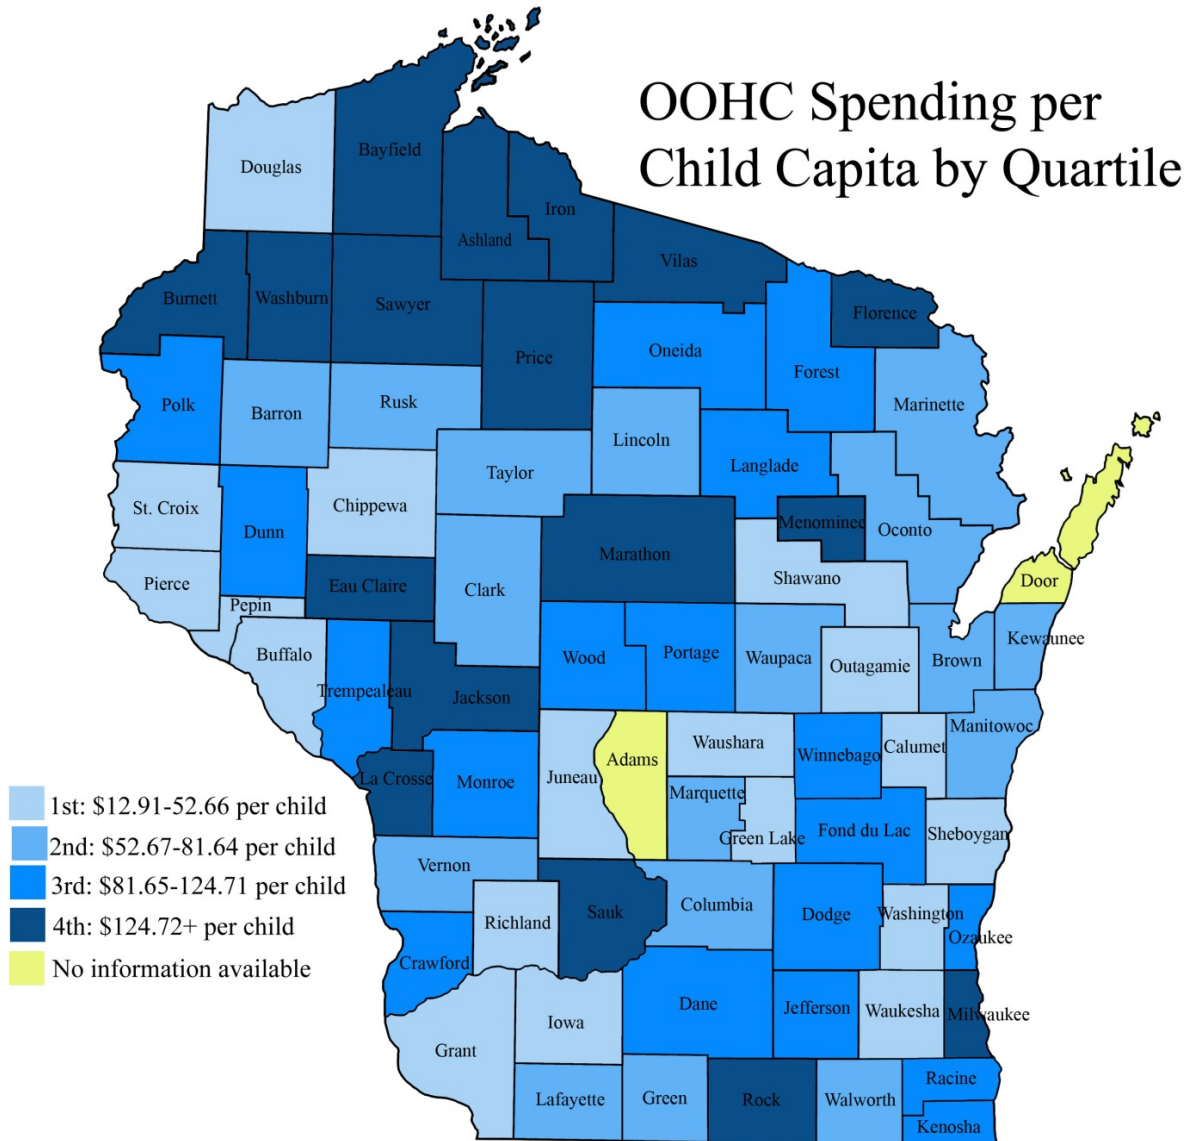 OOHC Spending per
Child Capita by Quartile
Douglas
Bayfield
Iron
Ashland
Vilas
Burnett
Washburn
Sawyer
Florence
Price
Oneida
Forest
Polk
Barron
Rusk
Marinette
Lincoln
Langlade
Taylor
St. Croix
Chippewa
Dunn
Menominee
Oconto
Marathon
Shawano
Pierce
Eau Claire
Clark
Door
Pepin
Buffalo
Wood
Portage
Waupaca
Outagamie
Brown
Kewaunee
Trempealeau
Jackson
Manitowoc
Waushara
Winnebago
Calumet
Adams
La Crosse
Monroe
Juneau
Marquette
Green Lake
Fond du Lac
Sheboygan
1st: $12.91-52.66 per child
2nd: $52.67-81.64 per child
3rd: $81.65-124.71 per child
4th: $124.72+ per child
No information available
Vernon
Richland
Sauk
Columbia
Dodge
Washington
Ozaukee
Crawford
Dane
Jefferson
Waukesha
Milwaukee
Iowa
Grant
Lafayette
Green
Rock
Walworth
Racine
Kenosha